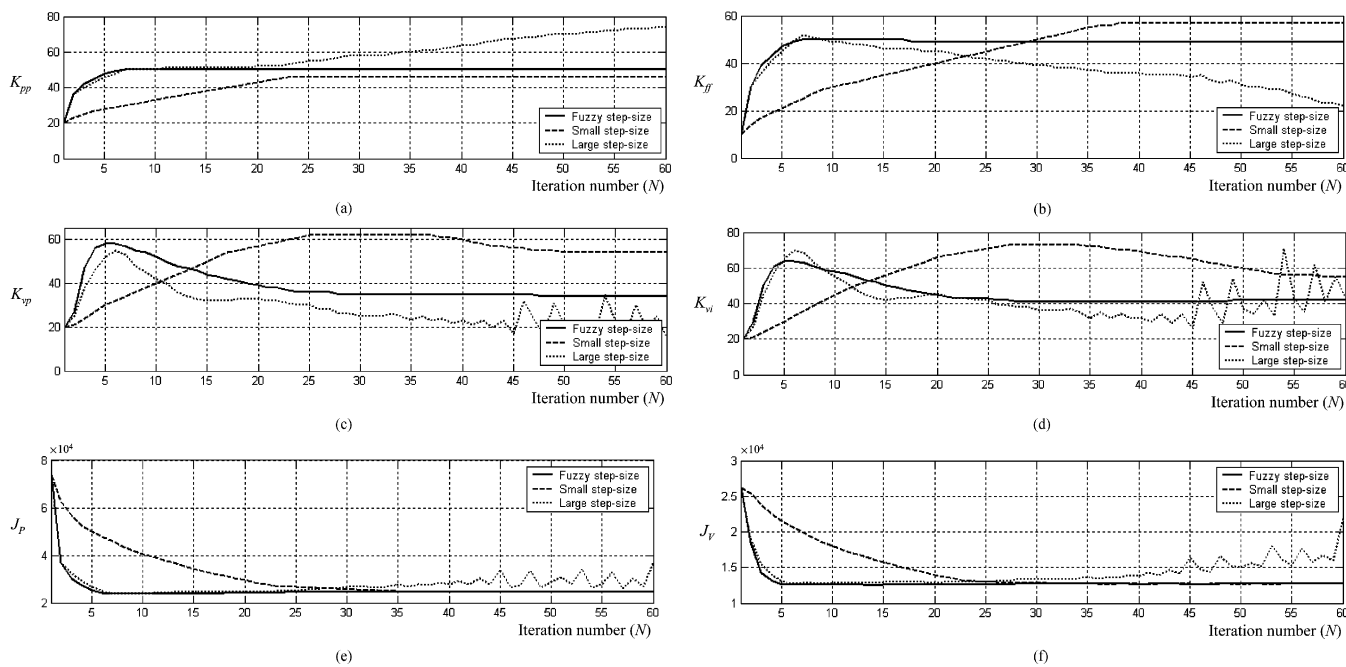 80
60
K_pp
40
20
0
Fuzzy step-size
Small step-size
Large step-size
5 10 15 20 25 30 35 40 45 50 55 60
Iteration number (N)
(a)
60
40
K_ff
20
0
Fuzzy step-size
Small step-size
Large step-size
5 10 15 20 25 30 35 40 45 50 55 60
Iteration number (N)
(b)
60
40
K_vp
20
0
Fuzzy step-size
Small step-size
Large step-size
5 10 15 20 25 30 35 40 45 50 55 60
Iteration number (N)
(c)
80
60
K_vi
40
20
0
Fuzzy step-size
Small step-size
Large step-size
5 10 15 20 25 30 35 40 45 50 55 60
Iteration number (N)
(d)
×10⁴
8
6
J_P
4
2
Fuzzy step-size
Small step-size
Large step-size
5 10 15 20 25 30 35 40 45 50 55 60
Iteration number (N)
(e)
×10⁴
3
2.5
2
J_V
1.5
1
Fuzzy step-size
Small step-size
Large step-size
5 10 15 20 25 30 35 40 45 50 55 60
Iteration number (N)
(f)